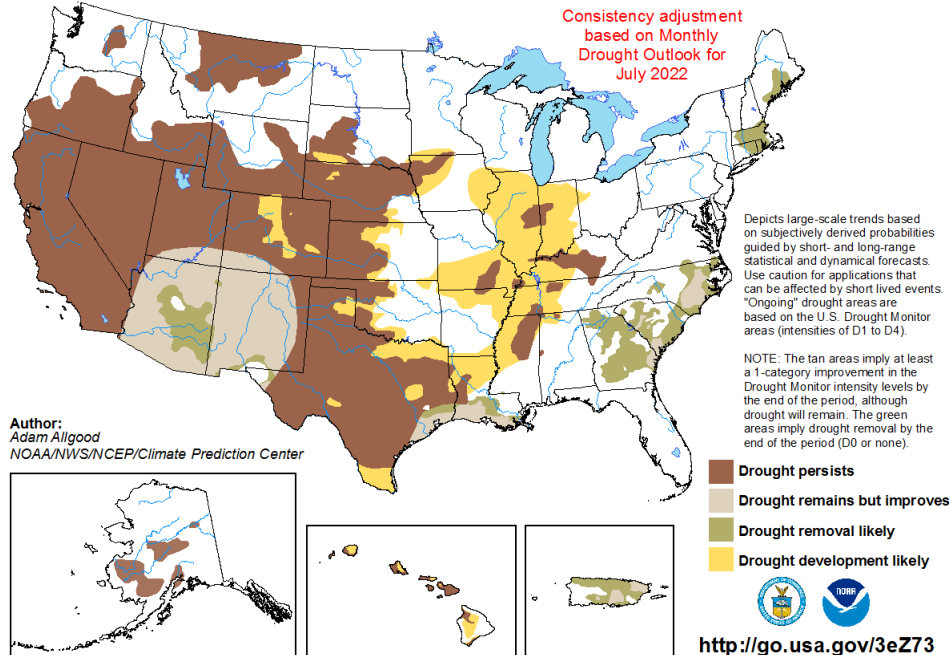 Consistency adjustment
based on Monthly
Drought Outlook for
July 2022
Depicts large-scale trends based
on subjectively derived probabilities
guided by short- and long-range
statistical and dynamical forecasts.
Use caution for applications that
can be affected by short lived events.
"Ongoing" drought areas are
based on the U.S. Drought Monitor
areas (intensities of D1 to D4).
NOTE: The tan areas imply at least
a 1-category improvement in the
Drought Monitor intensity levels by
the end of the period, although
drought will remain. The green
areas imply drought removal by the
end of the period (D0 or none).
Author:
Adam Allgood
NOAA/NWS/NCEP/Climate Prediction Center
Drought persists
Drought remains but improves
Drought removal likely
Drought development likely
NOAA
http://go.usa.gov/3eZ73